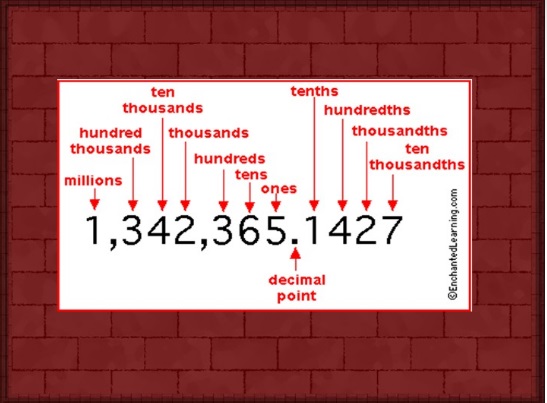 ten
thousands
tenths
hundredths
hundred
thousands
thousands
thousandths
hundreds
ten
thousandths
millions
tens
ones
1,342,365.1427
decimal
point
©EnchantedLearning.com